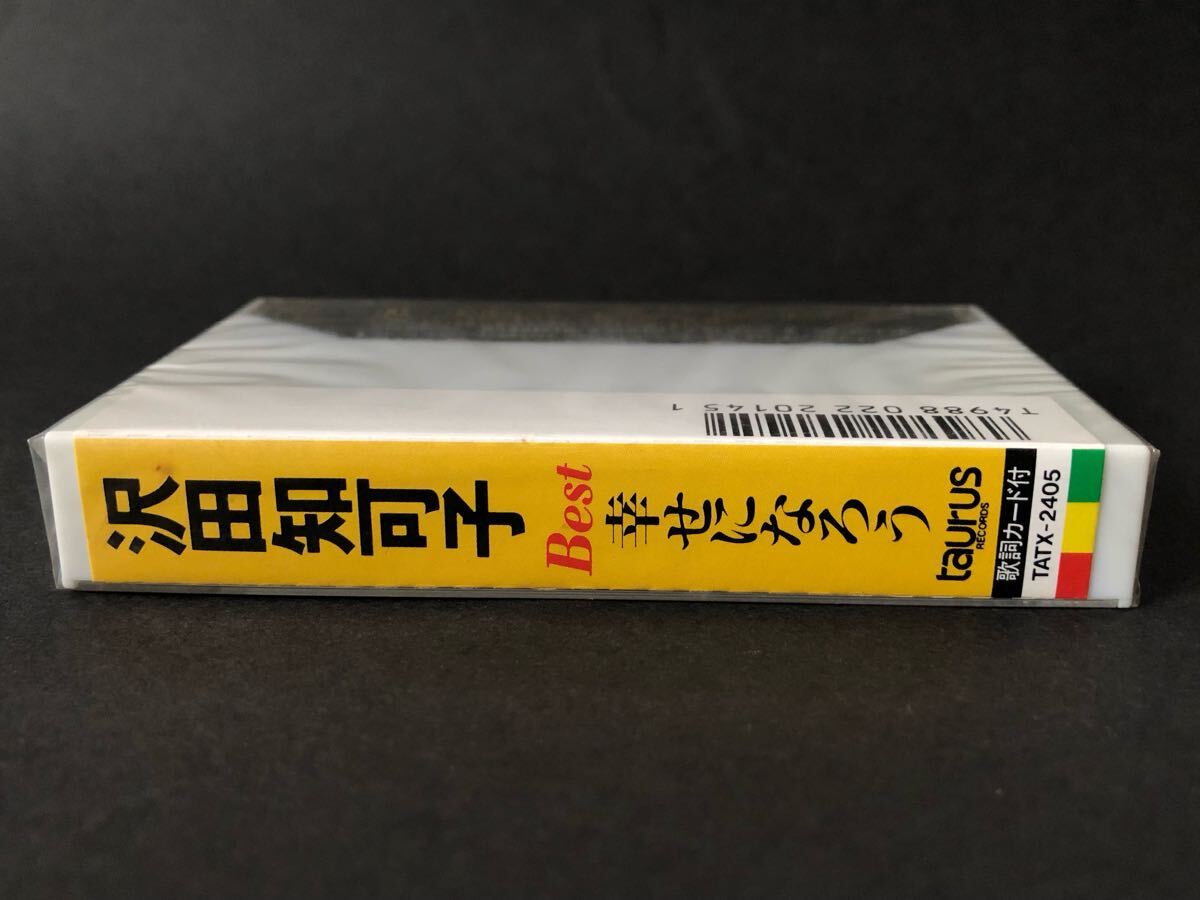 沢田知可子
Best
幸せになろう
taurus
RECORDS
歌詞カード付
TATX-2405
T4988 022 20145 1